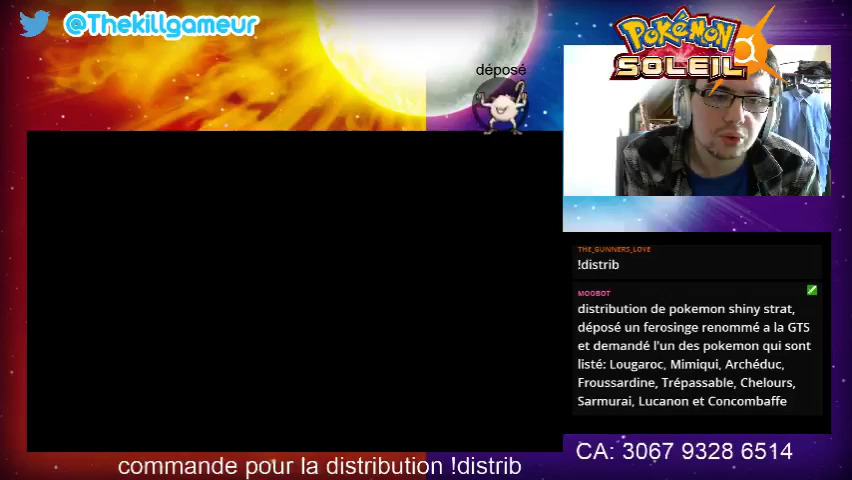 @Thekillgameur
POKÉMON
SOLEIL
déposé
THE_GUNNERS_LOVE
!distrib
MOOBOT
distribution de pokemon shiny strat,
déposé un ferosinge renommé a la GTS
et demandé l'un des pokemon qui sont
listé: Lougaroc, Mimiqui, Archéduc,
Froussardine, Trépassable, Chelours,
Sarmurai, Lucanon et Concombaffe
CA: 3067 9328 6514
commande pour la distribution !distrib